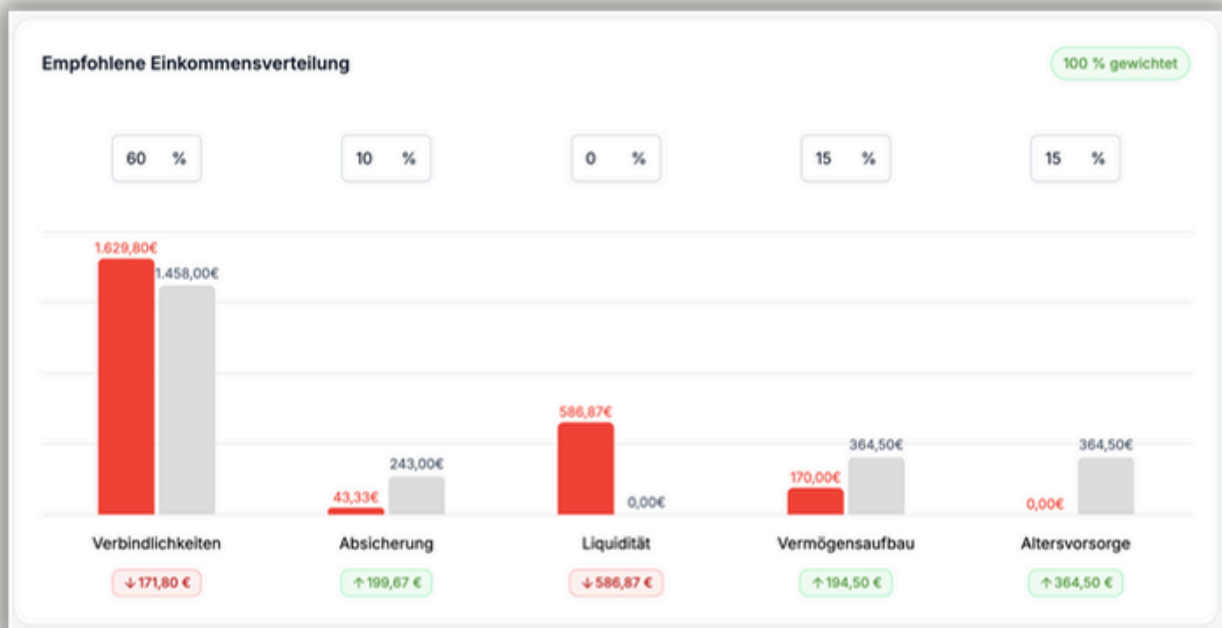 Empfohlene Einkommensverteilung
100 % gewichtet
60 %
10 %
0 %
15 %
15 %
1.629,80€
1.458,00€
43,33€
243,00€
586,87€
0,00€
170,00€
364,50€
0,00€
364,50€
Verbindlichkeiten
Absicherung
Liquidität
Vermögensaufbau
Altersvorsorge
↓171,80 €
↑199,67 €
↓586,87 €
↑194,50 €
↑364,50 €